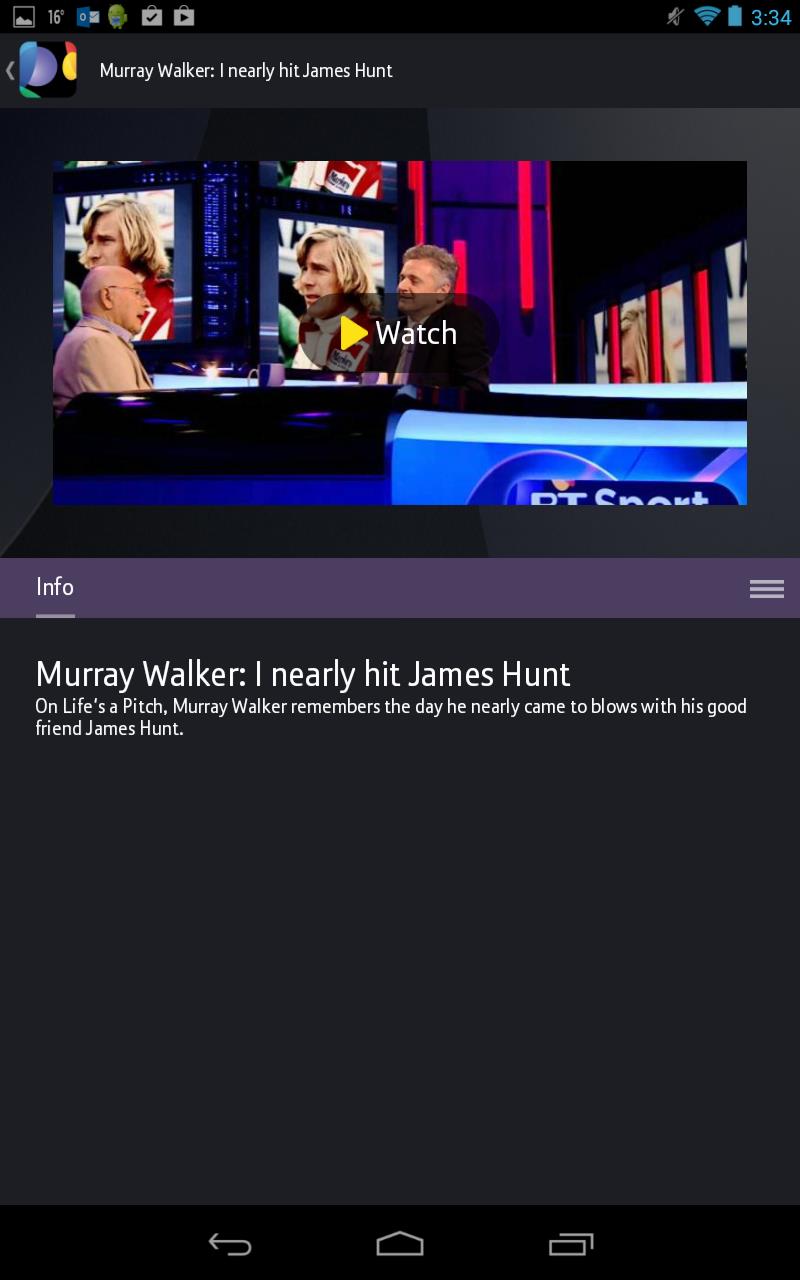 16°
3:34
Murray Walker: I nearly hit James Hunt
Marlboro
Watch
BT Sport
Info
Murray Walker: I nearly hit James Hunt
On Life's a Pitch, Murray Walker remembers the day he nearly came to blows with his good
friend James Hunt.